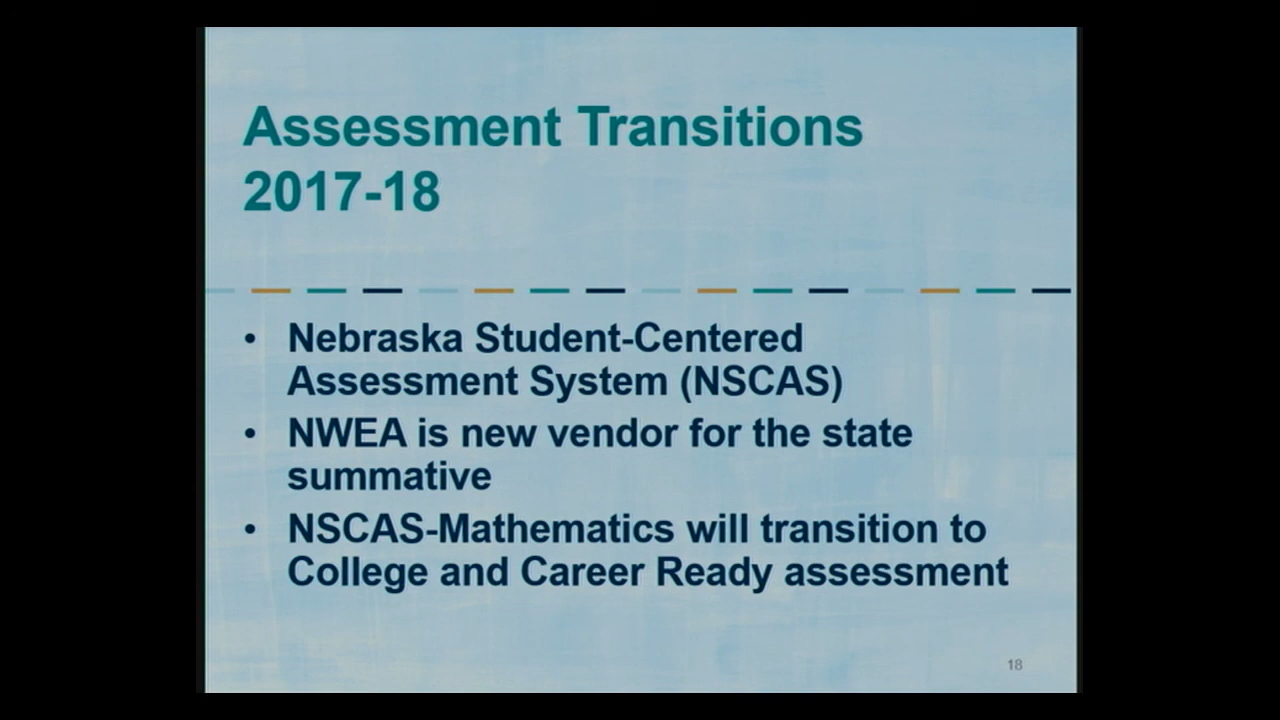 Assessment Transitions
2017-18
• Nebraska Student-Centered
Assessment System (NSCAS)
• NWEA is new vendor for the state
summative
• NSCAS-Mathematics will transition to
College and Career Ready assessment
18